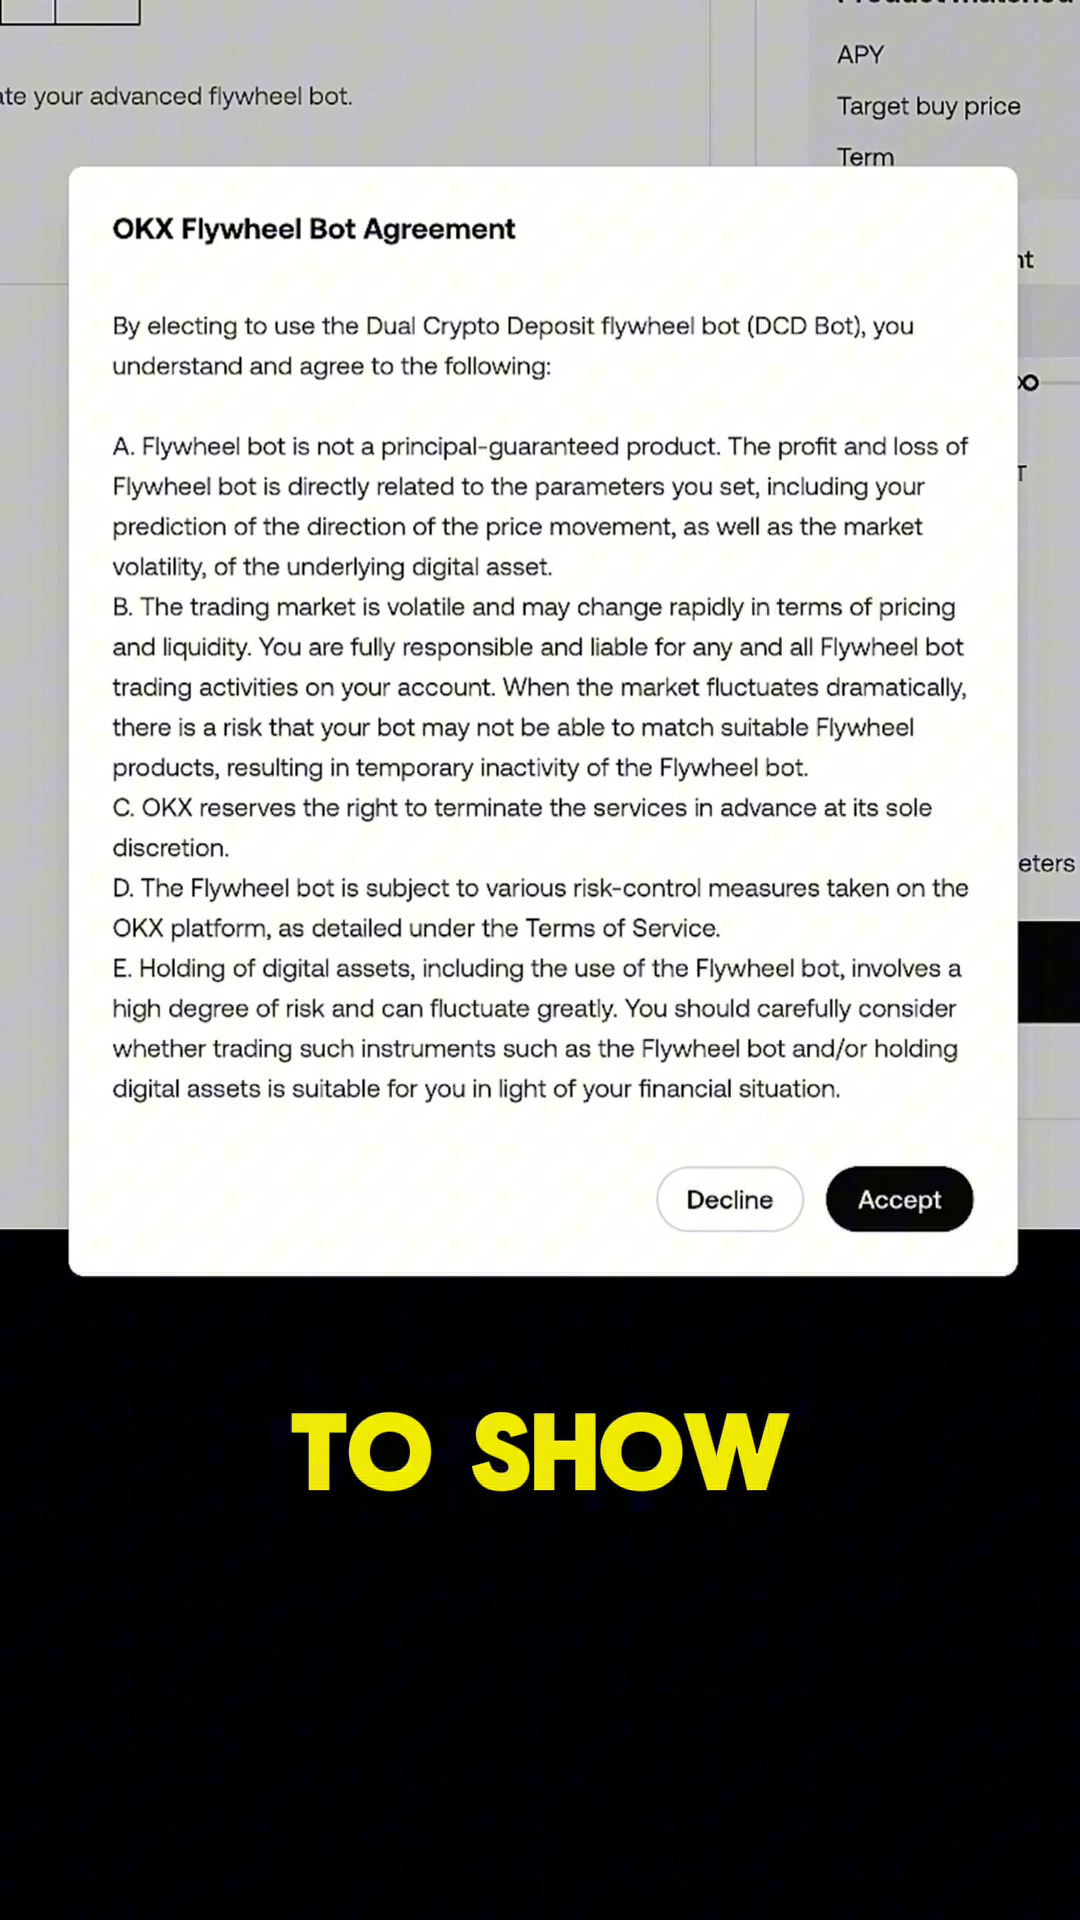 APY
ate your advanced flywheel bot.
Target buy price
Term
OKX Flywheel Bot Agreement
By electing to use the Dual Crypto Deposit flywheel bot (DCD Bot), you
understand and agree to the following:
A. Flywheel bot is not a principal-guaranteed product. The profit and loss of
Flywheel bot is directly related to the parameters you set, including your
prediction of the direction of the price movement, as well as the market
volatility, of the underlying digital asset.
B. The trading market is volatile and may change rapidly in terms of pricing
and liquidity. You are fully responsible and liable for any and all Flywheel bot
trading activities on your account. When the market fluctuates dramatically,
there is a risk that your bot may not be able to match suitable Flywheel
products, resulting in temporary inactivity of the Flywheel bot.
C. OKX reserves the right to terminate the services in advance at its sole
discretion.
D. The Flywheel bot is subject to various risk-control measures taken on the
OKX platform, as detailed under the Terms of Service.
E. Holding of digital assets, including the use of the Flywheel bot, involves a
high degree of risk and can fluctuate greatly. You should carefully consider
whether trading such instruments such as the Flywheel bot and/or holding
digital assets is suitable for you in light of your financial situation.
eters
Decline
Accept
TO SHOW